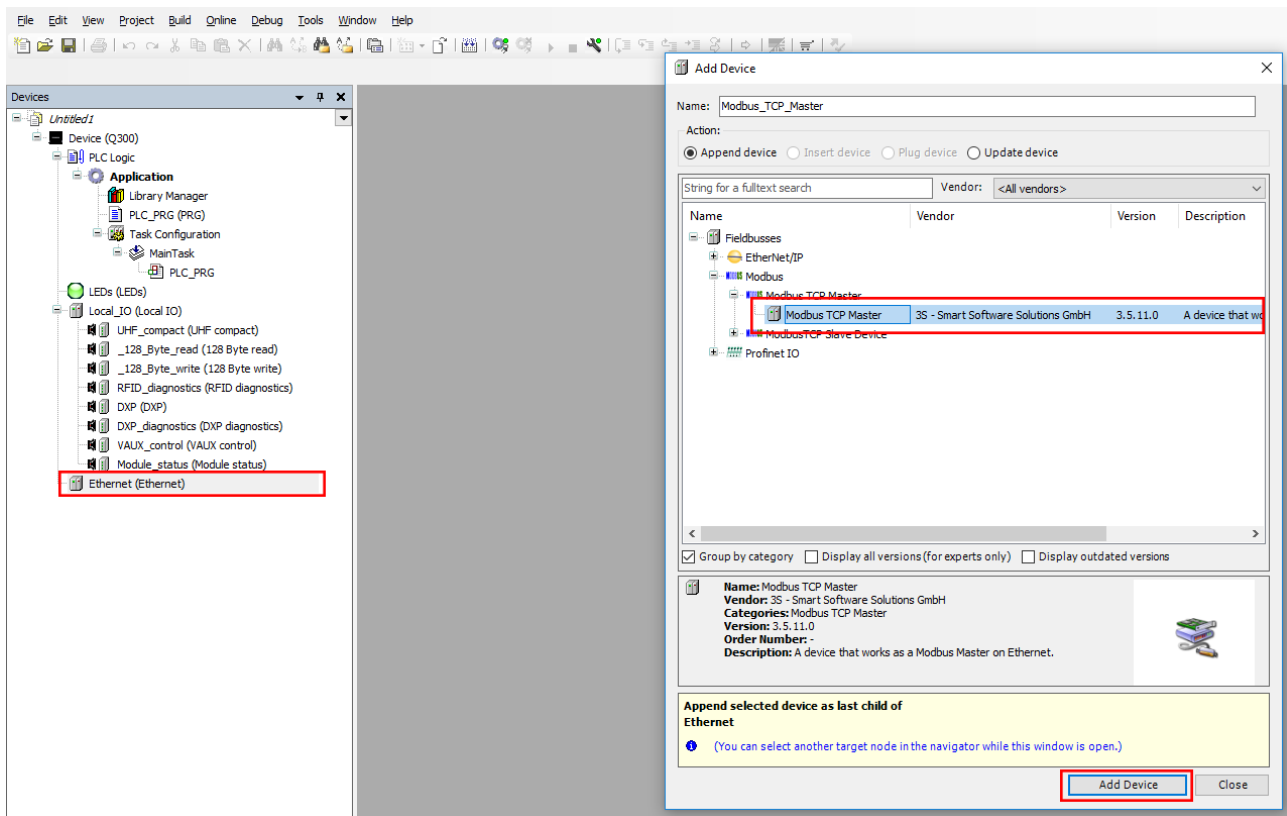 File Edit View Project Build Online Debug Tools Window Help
Devices
Untitled1
Device (Q300)
PLC Logic
Application
Library Manager
PLC_PRG (PRG)
Task Configuration
MainTask
PLC_PRG
LEDs (LEDs)
Local_IO (Local IO)
UHF_compact (UHF compact)
_128_Byte_read (128 Byte read)
_128_Byte_write (128 Byte write)
RFID_diagnostics (RFID diagnostics)
DXP (DXP)
DXP_diagnostics (DXP diagnostics)
VAUX_control (VAUX control)
Module_status (Module status)
Ethernet (Ethernet)
Add Device
Name: Modbus_TCP_Master
Action:
Append device Insert device Plug device Update device
String for a fulltext search Vendor: <All vendors>
Name Vendor Version Description
Fieldbusses
EtherNet/IP
Modbus
Modbus TCP Master
Modbus TCP Master 3S - Smart Software Solutions GmbH 3.5.11.0 A device that wo
ModbusTCP Slave Device
Profinet IO
Group by category Display all versions (for experts only) Display outdated versions
Name: Modbus TCP Master
Vendor: 3S - Smart Software Solutions GmbH
Categories: Modbus TCP Master
Version: 3.5.11.0
Order Number: -
Description: A device that works as a Modbus Master on Ethernet.
Append selected device as last child of
Ethernet
(You can select another target node in the navigator while this window is open.)
Add Device Close